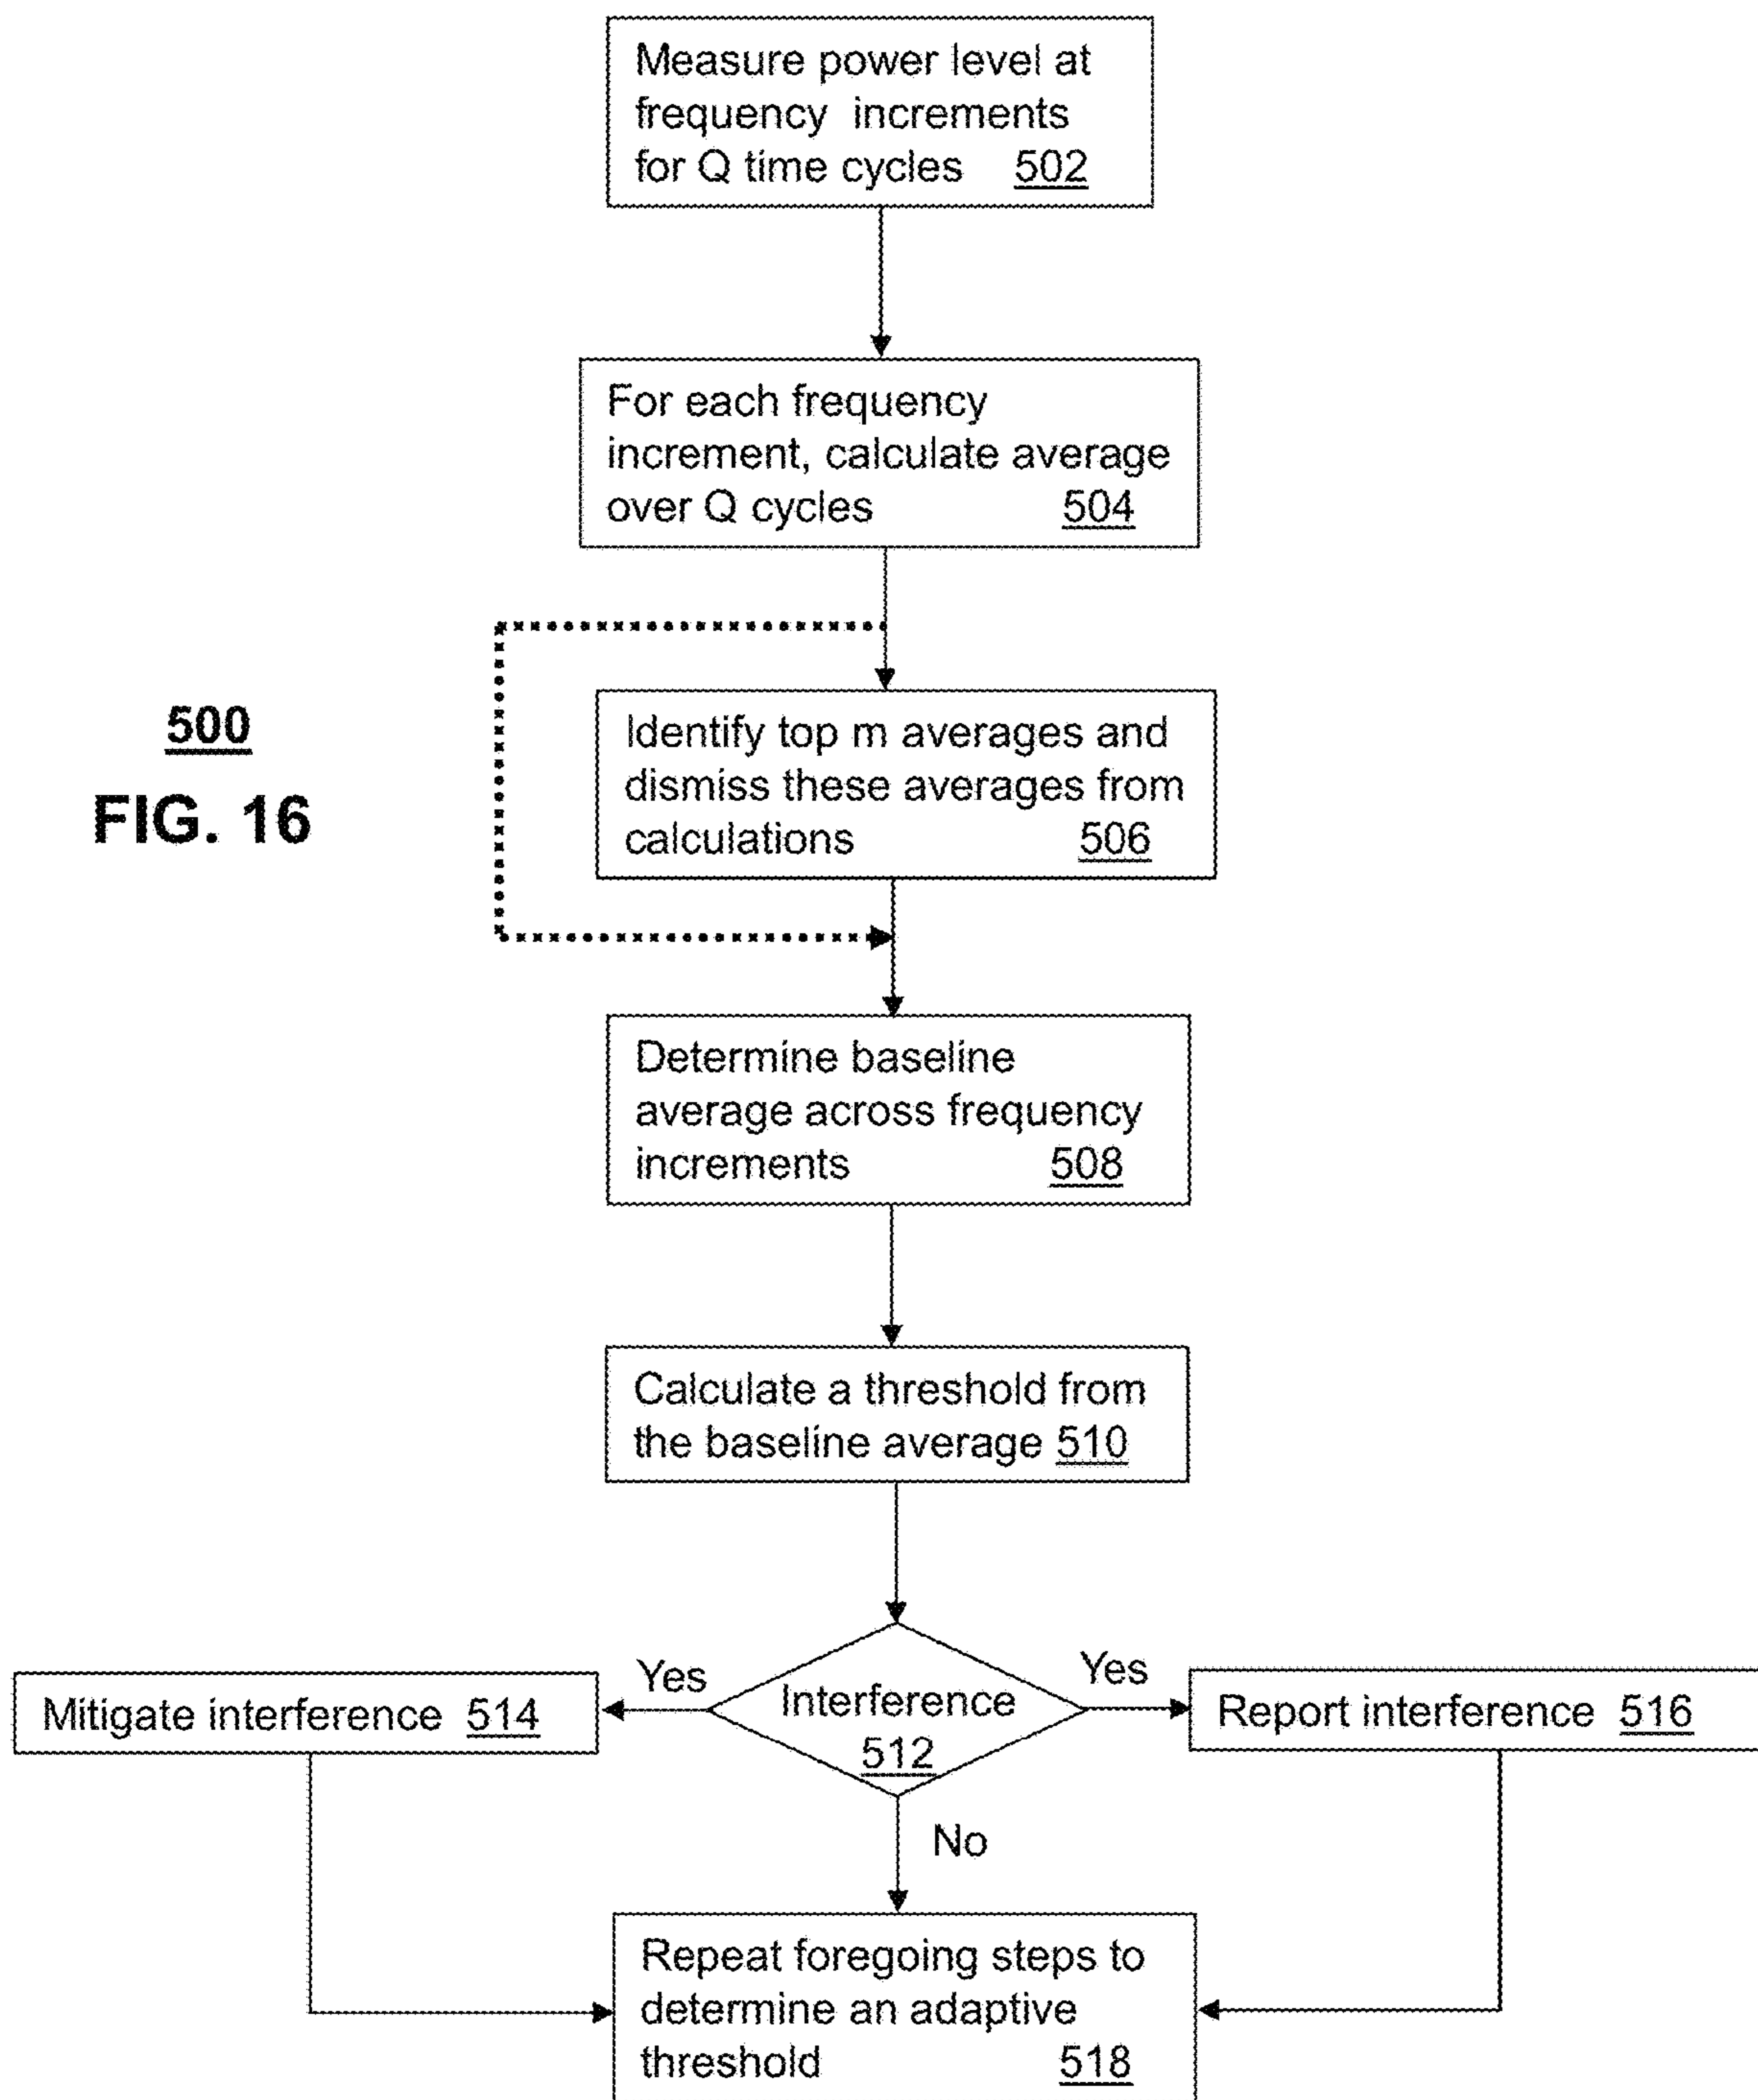 Measure power level at
frequency increments
for Q time cycles 502
For each frequency
increment, calculate average
over Q cycles 504
500
FIG. 16
Identify top m averages and
dismiss these averages from
calculations 506
Determine baseline
average across frequency
increments 508
Calculate a threshold from
the baseline average 510
Yes
Yes
Mitigate interference 514
Interference
512
Report interference 516
No
Repeat foregoing steps to
determine an adaptive
threshold 518